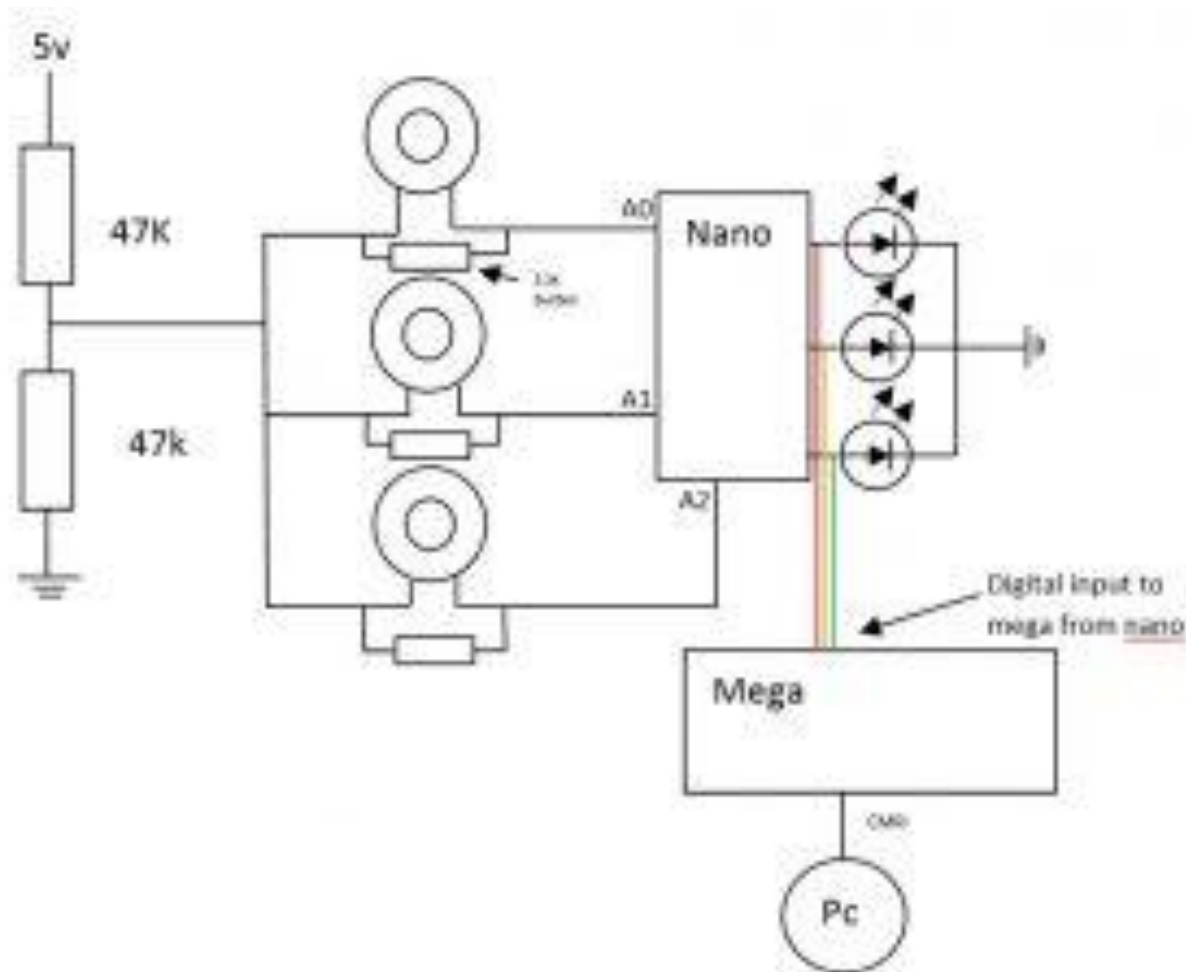 5v
47K
47k
A0
A1
A2
Nano
Digital input to
mega from nano
Mega
Pc